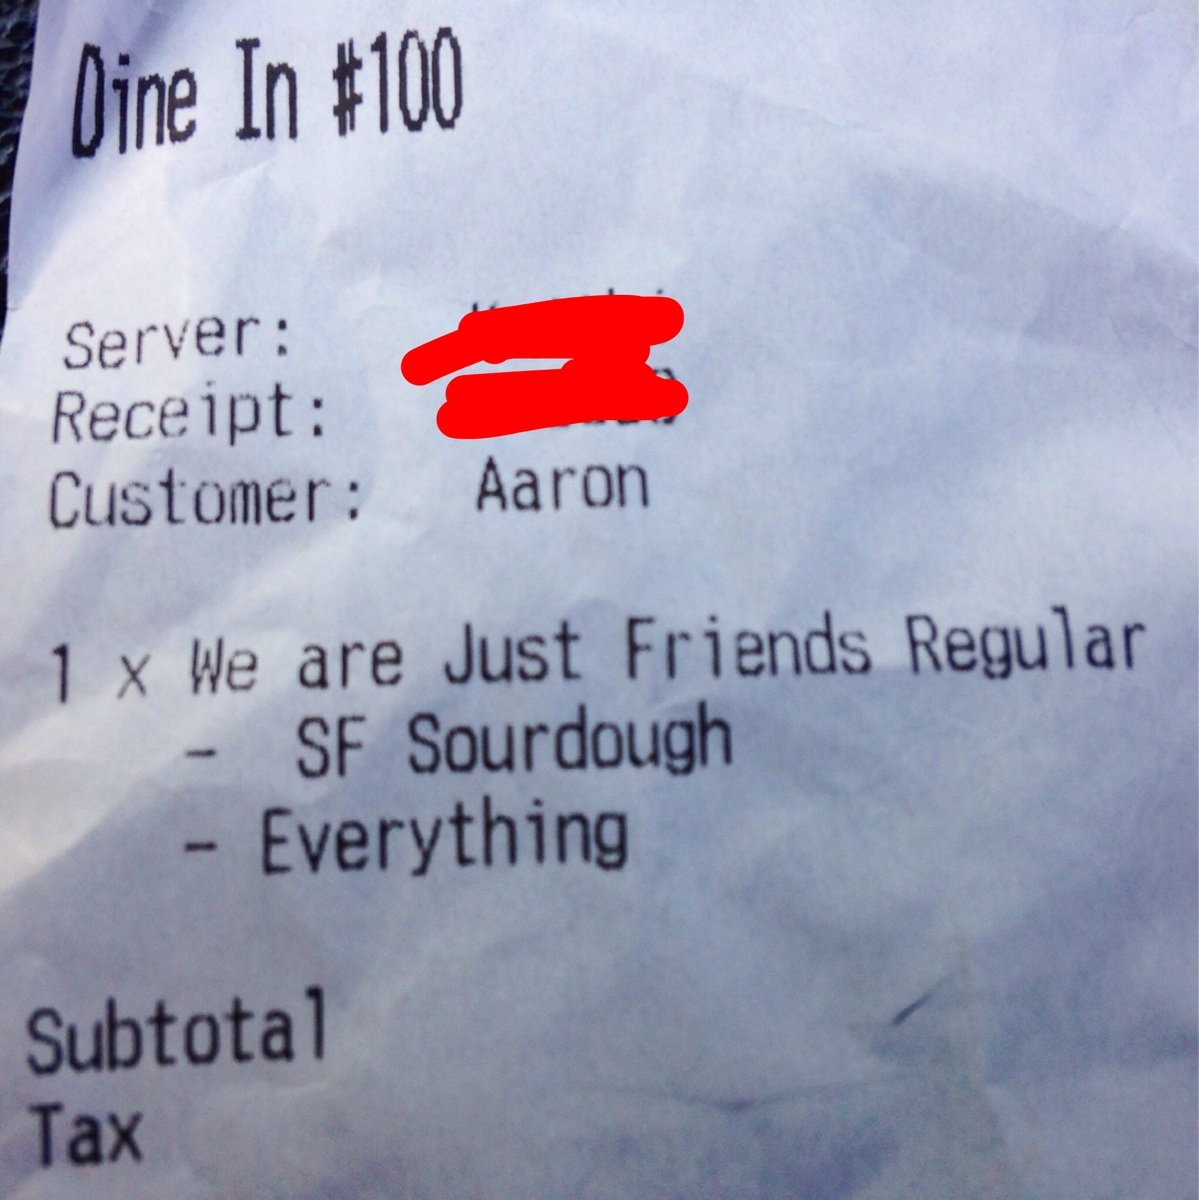 Dine In #100
Server:
Receipt:
Customer: Aaron
1 x We are Just Friends Regular
- SF Sourdough
- Everything
Subtotal
Tax